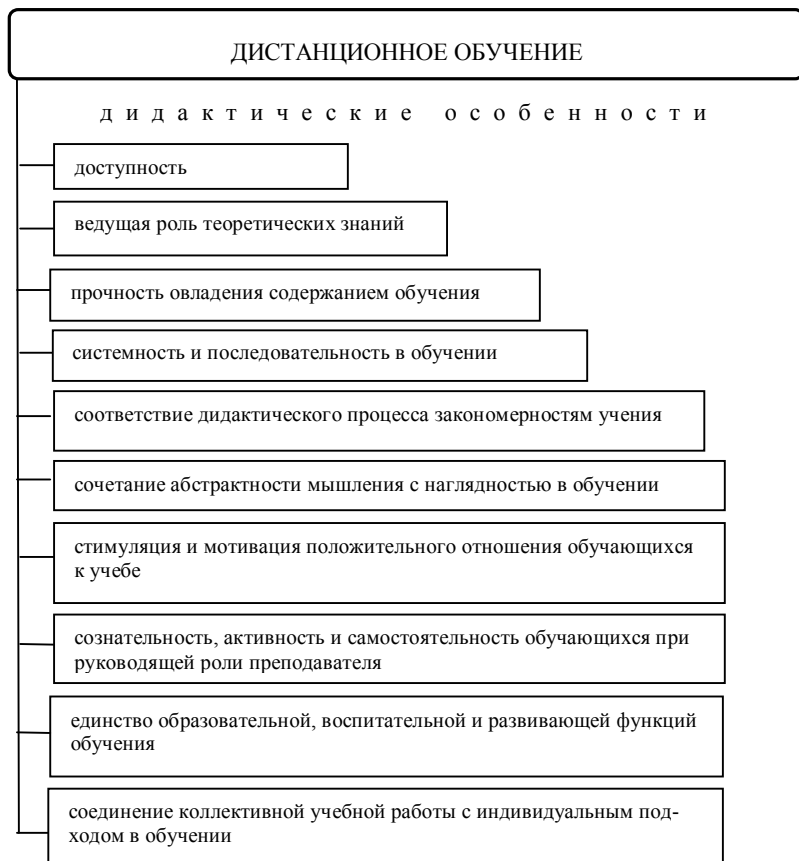 ДИСТАНЦИОННОЕ ОБУЧЕНИЕ
дидактические особенности
доступность
ведущая роль теоретических знаний
прочность овладения содержанием обучения
системность и последовательность в обучении
соответствие дидактического процесса закономерностям учения
сочетание абстрактности мышления с наглядностью в обучении
стимуляция и мотивация положительного отношения обучающихся
к учебе
сознательность, активность и самостоятельность обучающихся при
руководящей роли преподавателя
единство образовательной, воспитательной и развивающей функций
обучения
соединение коллективной учебной работы с индивидуальным под-
ходом в обучении